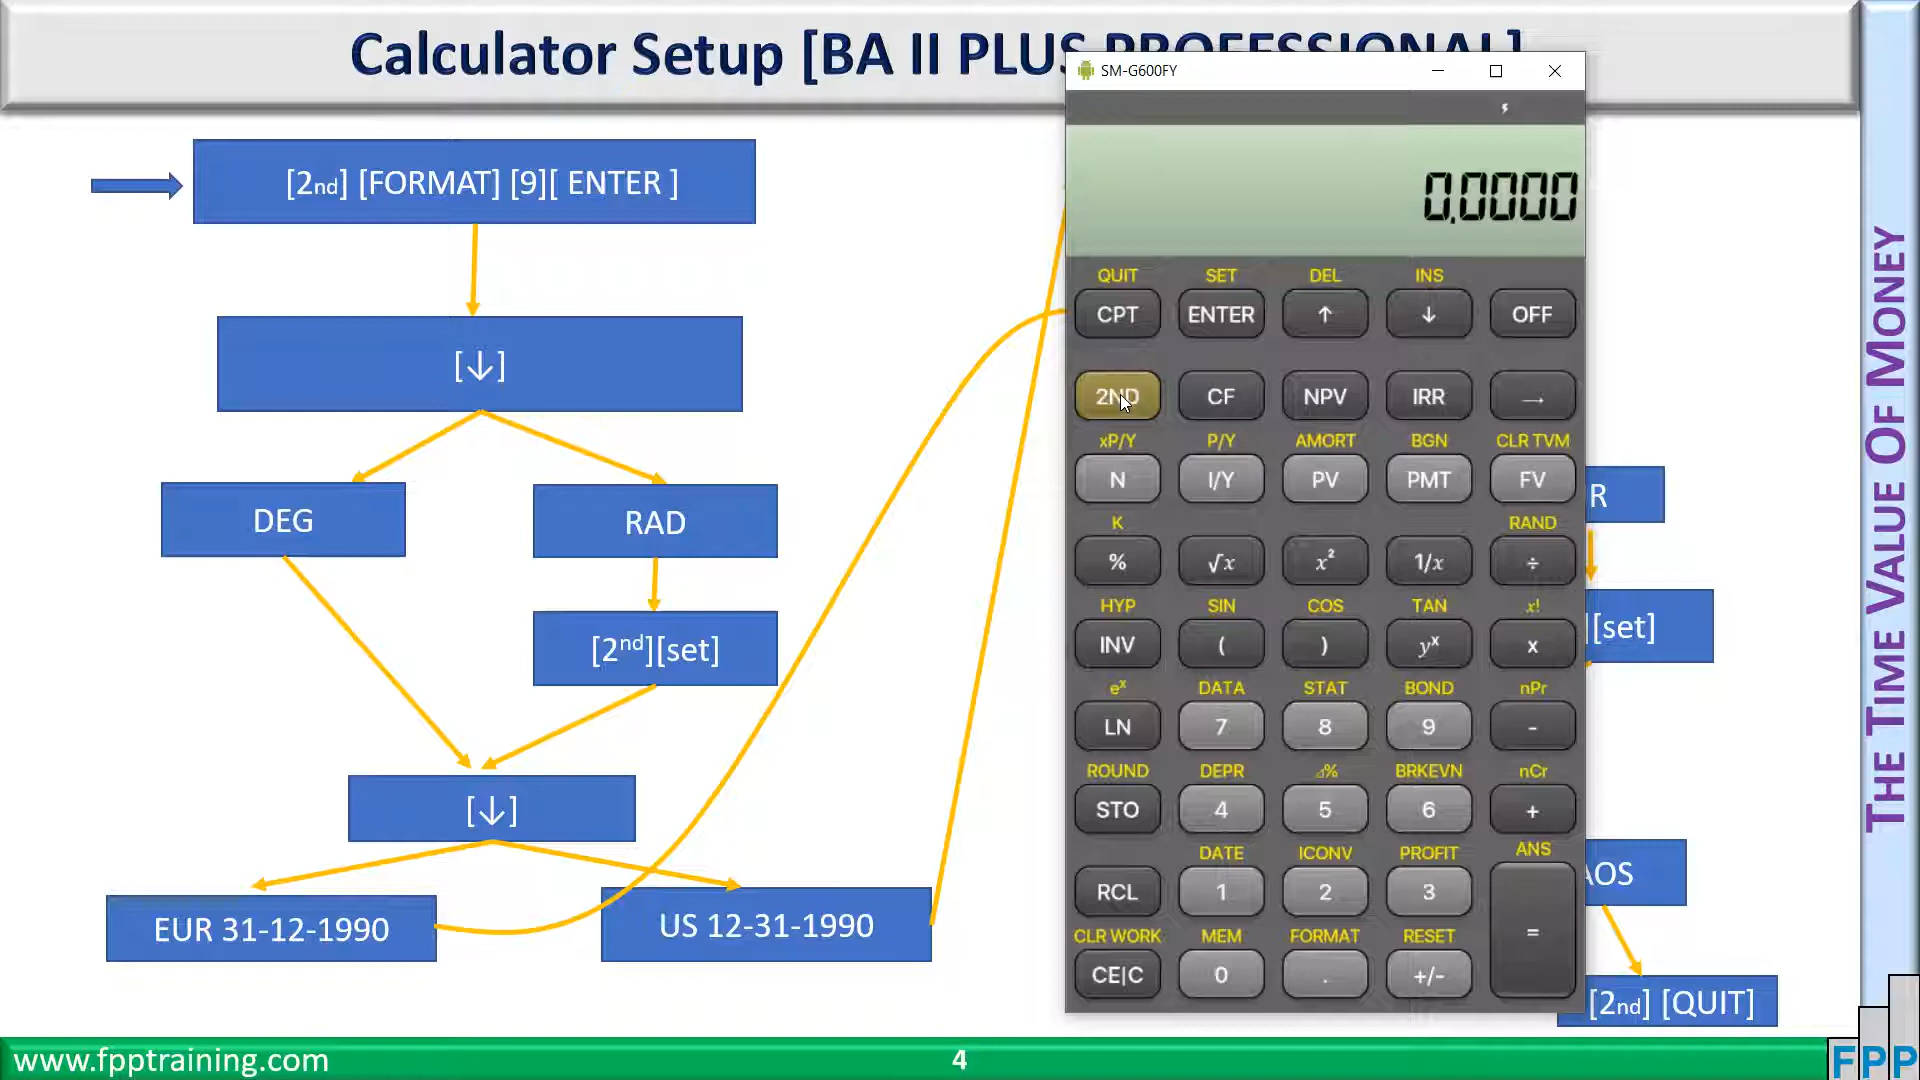 Calculator Setup [BA II PLUS PROFESSIONAL]
SM-G600FY
[2nd] [FORMAT] [9][ ENTER ]
[↓]
DEG
RAD
[2nd][set]
[↓]
EUR 31-12-1990
US 12-31-1990
0.0000
QUIT SET DEL INS
CPT ENTER ↑ ↓ OFF
2ND CF NPV IRR →
xP/Y P/Y AMORT BGN CLR TVM
N I/Y PV PMT FV
K RAND
% √x x² 1/x ÷
HYP SIN COS TAN x!
INV ( ) yˣ x
eˣ DATA STAT BOND nPr
LN 7 8 9 -
ROUND DEPR ⊿% BRKEVN nCr
STO 4 5 6 +
DATE ICONV PROFIT ANS
RCL 1 2 3 =
CLR WORK MEM FORMAT RESET
CE|C 0 . +/-
R
[set]
AOS
[2nd] [QUIT]
THE TIME VALUE OF MONEY
www.fpptraining.com
4
FPP